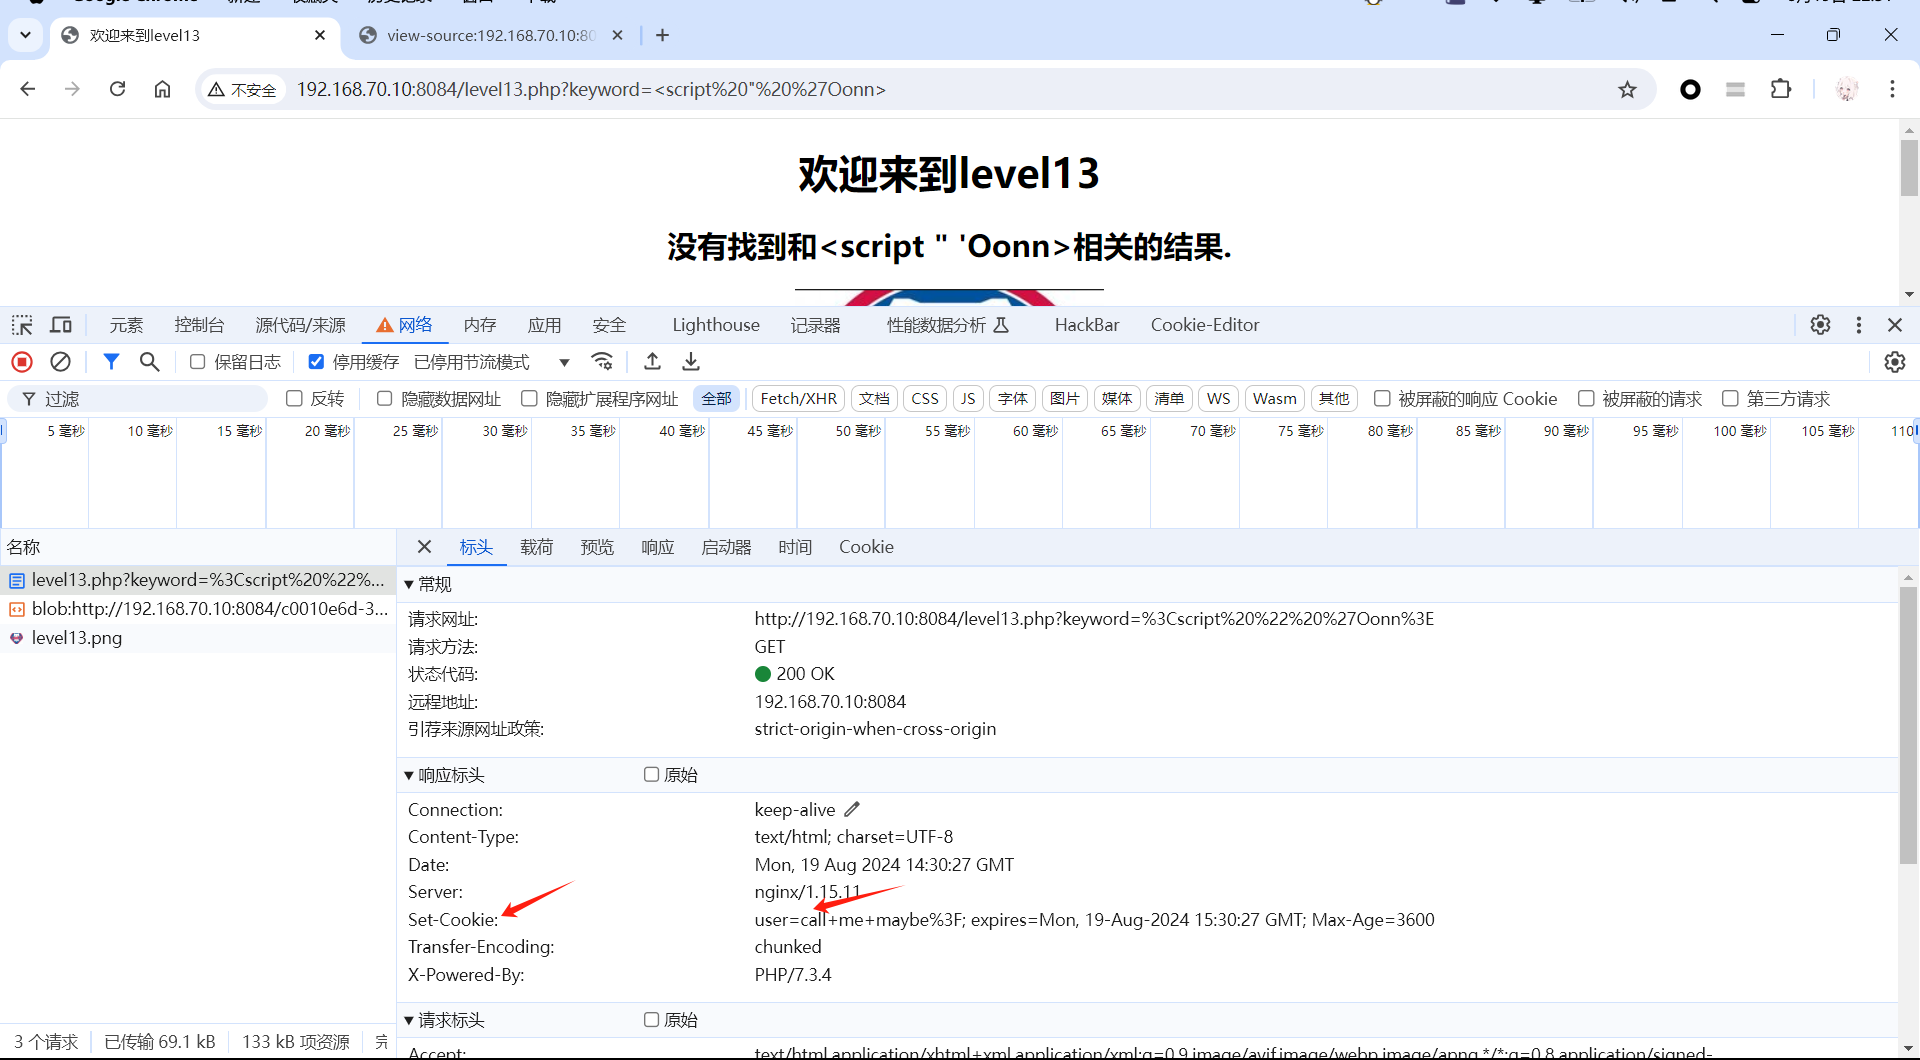 欢迎来到level13
view-source:192.168.70.10:80
不安全 192.168.70.10:8084/level13.php?keyword=<script%20"%20%27Oonn>
欢迎来到level13
没有找到和<script " 'Oonn>相关的结果.
元素 控制台 源代码/来源 网络 内存 应用 安全 Lighthouse 记录器 性能数据分析 HackBar Cookie-Editor
保留日志 停用缓存 已停用节流模式
过滤 反转 隐藏数据网址 隐藏扩展程序网址 全部 Fetch/XHR 文档 CSS JS 字体 图片 媒体 清单 WS Wasm 其他 被屏蔽的响应 Cookie 被屏蔽的请求 第三方请求
5 毫秒 10 毫秒 15 毫秒 20 毫秒 25 毫秒 30 毫秒 35 毫秒 40 毫秒 45 毫秒 50 毫秒 55 毫秒 60 毫秒 65 毫秒 70 毫秒 75 毫秒 80 毫秒 85 毫秒 90 毫秒 95 毫秒 100 毫秒 105 毫秒 110
名称
level13.php?keyword=%3Cscript%20%22%...
blob:http://192.168.70.10:8084/c0010e6d-3...
level13.png
标头 载荷 预览 响应 启动器 时间 Cookie
常规
请求网址: http://192.168.70.10:8084/level13.php?keyword=%3Cscript%20%22%20%27Oonn%3E
请求方法: GET
状态代码: 200 OK
远程地址: 192.168.70.10:8084
引荐来源网址政策: strict-origin-when-cross-origin
响应标头 原始
Connection: keep-alive
Content-Type: text/html; charset=UTF-8
Date: Mon, 19 Aug 2024 14:30:27 GMT
Server: nginx/1.15.11
Set-Cookie: user=call+me+maybe%3F; expires=Mon, 19-Aug-2024 15:30:27 GMT; Max-Age=3600
Transfer-Encoding: chunked
X-Powered-By: PHP/7.3.4
请求标头 原始
Accept: text/html,application/xhtml+xml,application/xml;q=0.9,image/avif,image/webp,image/apng,*/*;q=0.8,application/signed-
3 个请求 已传输 69.1 kB 133 kB 项资源 完